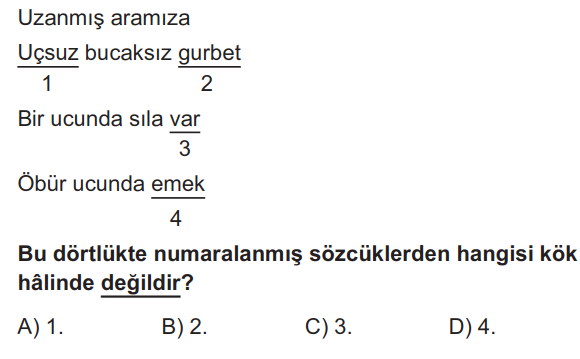 Uzanmış aramıza
Uçsuz bucaksız gurbet
1 2
Bir ucunda sıla var
3
Öbür ucunda emek
4
Bu dörtlükte numaralanmış sözcüklerden hangisi kök
hâlinde değildir?
A) 1. B) 2. C) 3. D) 4.